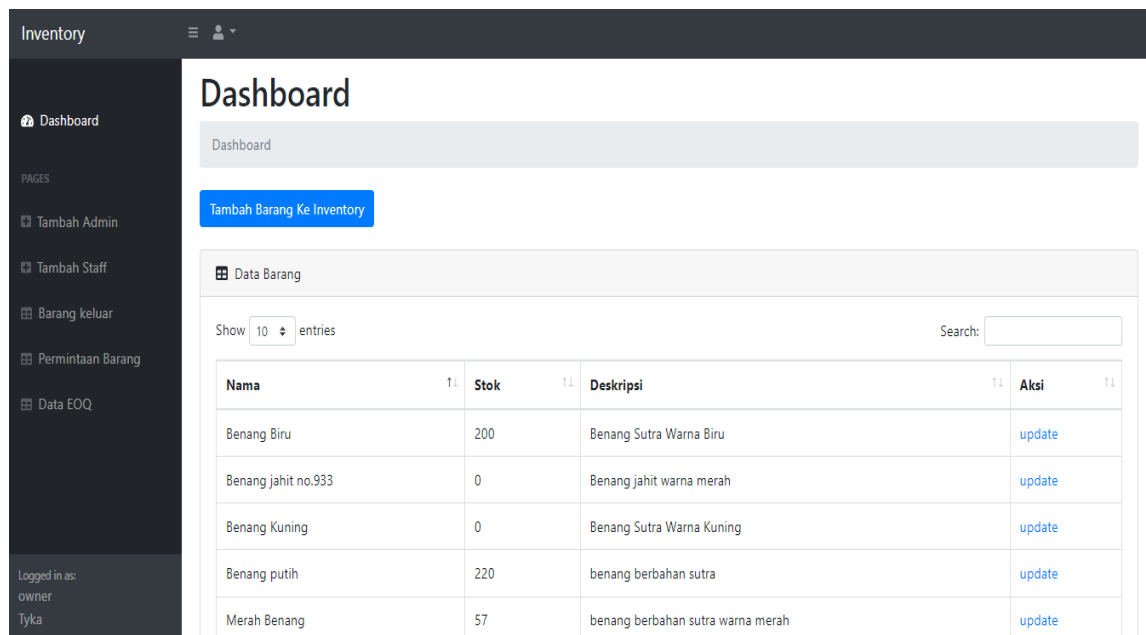 Inventory
Dashboard
PAGES
Tambah Admin
Tambah Staff
Barang keluar
Permintaan Barang
Data EOQ
Logged in as:
owner
Tyka
Dashboard
Dashboard
Tambah Barang Ke Inventory
Data Barang
Show 10 entries Search:
Nama Stok Deskripsi Aksi
Benang Biru 200 Benang Sutra Warna Biru update
Benang jahit no.933 0 Benang jahit warna merah update
Benang Kuning 0 Benang Sutra Warna Kuning update
Benang putih 220 benang berbahan sutra update
Merah Benang 57 benang berbahan sutra warna merah update